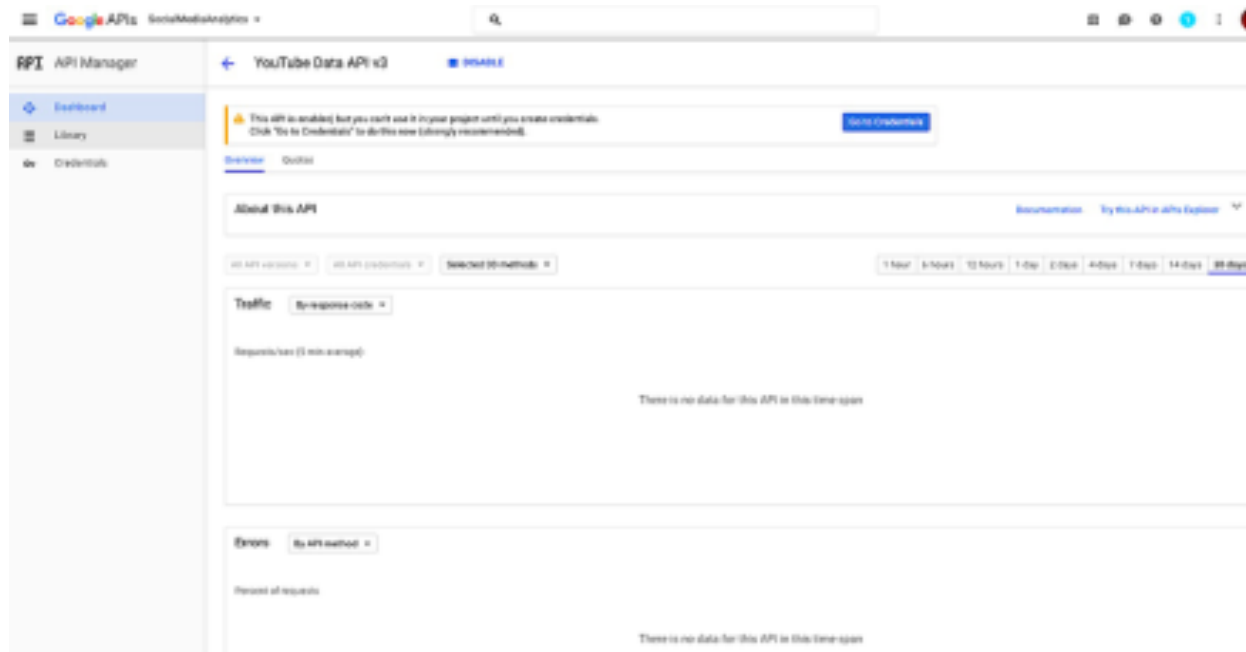 Google APIs SocialMediaAnalytics
API API Manager
YouTube Data API v3
DISABLE
Dashboard
Library
Credentials
This API is enabled, but you can't use it in your project until you create credentials.
Click "Go to Credentials" to do this now (strongly recommended).
Go to Credentials
Overview Quotas
About this API
Documentation Try this API in APIs Explorer
All API versions All API credentials Selected 30 methods
1 hour 6 hours 12 hours 1 day 2 days 4 days 7 days 14 days 30 days
Traffic By response code
Requests/sec (5 min average)
There is no data for this API in this time span
Errors By API method
Percent of requests
There is no data for this API in this time span